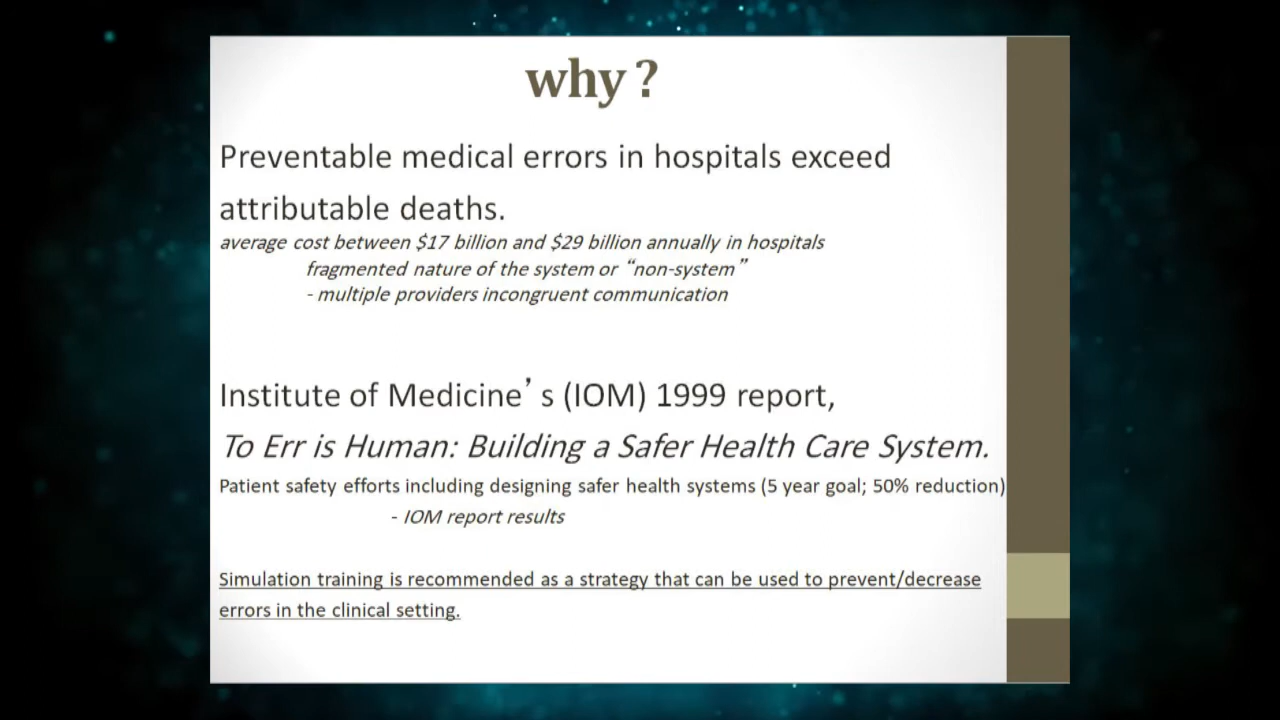 why ?
Preventable medical errors in hospitals exceed
attributable deaths.
average cost between $17 billion and $29 billion annually in hospitals
fragmented nature of the system or “non-system”
- multiple providers incongruent communication
Institute of Medicine’s (IOM) 1999 report,
To Err is Human: Building a Safer Health Care System.
Patient safety efforts including designing safer health systems (5 year goal; 50% reduction)
- IOM report results
Simulation training is recommended as a strategy that can be used to prevent/decrease
errors in the clinical setting.